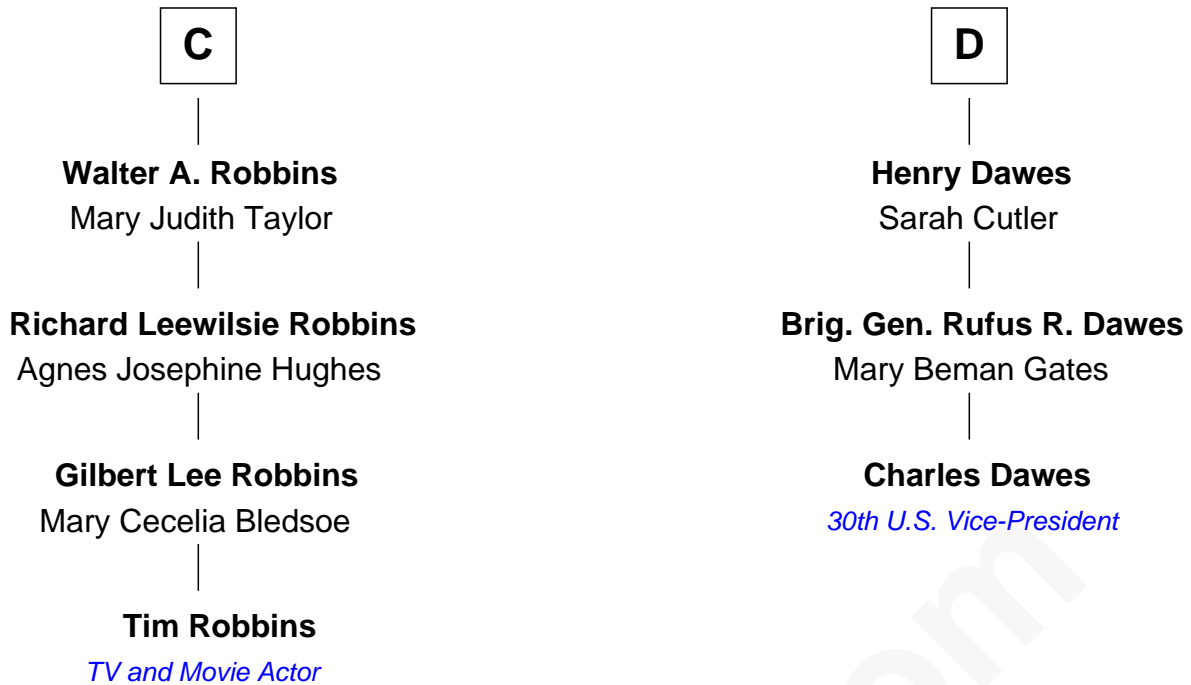 C
Walter A. Robbins
Mary Judith Taylor
Richard Leewilsie Robbins
Agnes Josephine Hughes
Gilbert Lee Robbins
Mary Cecelia Bledsoe
Tim Robbins
TV and Movie Actor
D
Henry Dawes
Sarah Cutler
Brig. Gen. Rufus R. Dawes
Mary Beman Gates
Charles Dawes
30th U.S. Vice-President
om